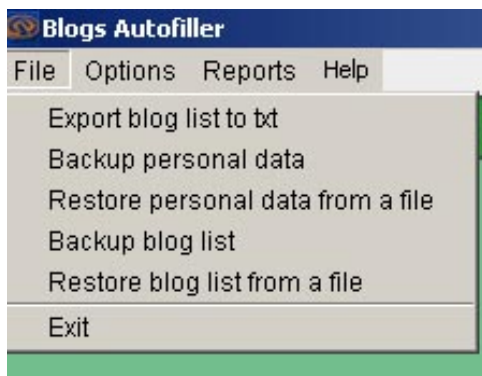 Blogs Autofiller
File Options Reports Help
Export blog list to txt
Backup personal data
Restore personal data from a file
Backup blog list
Restore blog list from a file
Exit